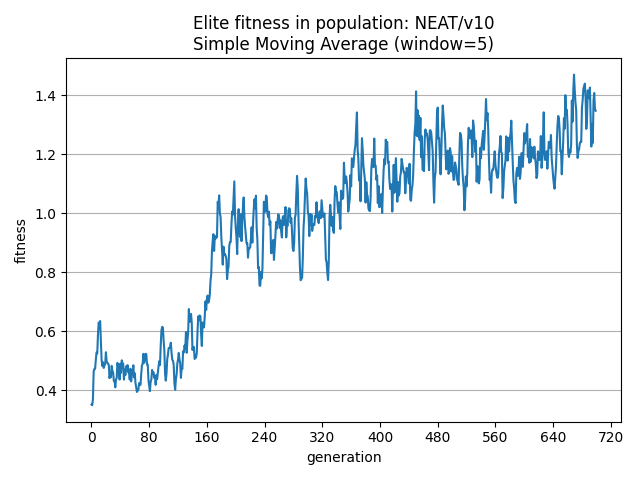 Elite fitness in population: NEAT/v10
Simple Moving Average (window=5)
1.4
1.2
1.0
0.8
0.6
0.4
fitness
0 80 160 240 320 400 480 560 640 720
generation